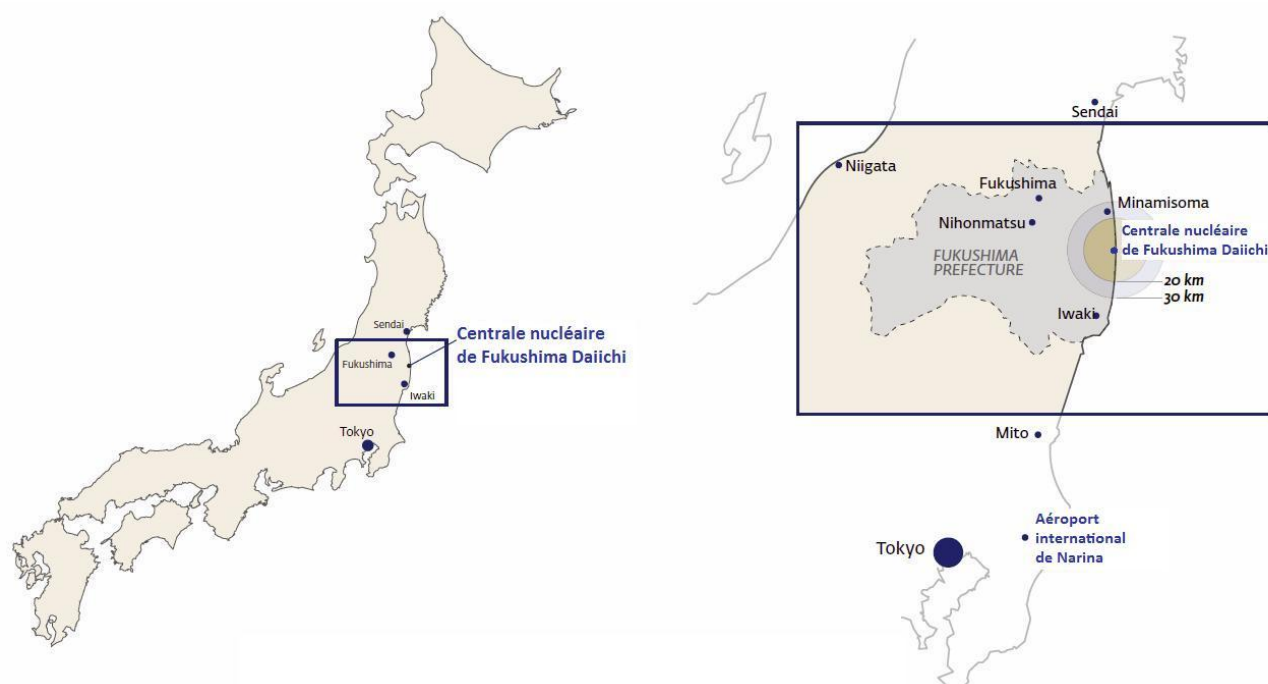 Sendai
Centrale nucléaire
de Fukushima Daiichi
Fukushima
Iwaki
Tokyo
Sendai
Niigata
Fukushima
Minamisoma
Nihonmatsu
Centrale nucléaire
de Fukushima Daiichi
FUKUSHIMA
PREFECTURE
20 km
30 km
Iwaki
Mito
Aéroport
international
de Narina
Tokyo